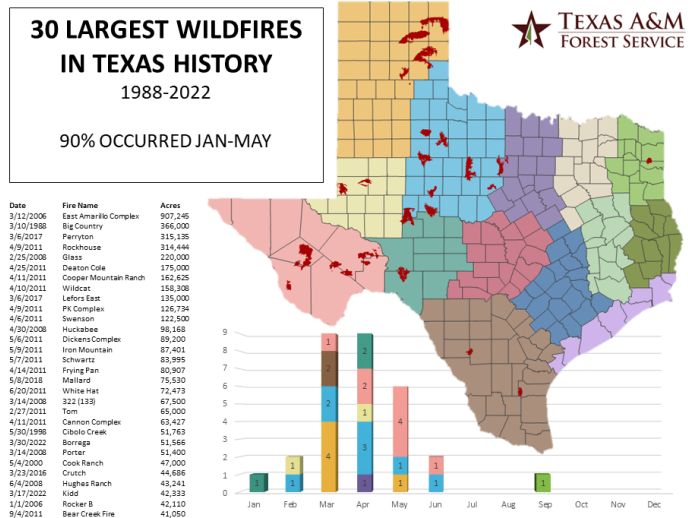 30 LARGEST WILDFIRES
IN TEXAS HISTORY
1988-2022
90% OCCURRED JAN-MAY
TEXAS A&M
FOREST SERVICE
Date Fire Name Acres
3/12/2006 East Amarillo Complex 907,245
3/10/1988 Big Country 366,000
3/6/2017 Perryton 315,135
4/9/2011 Rockhouse 314,444
2/25/2008 Glass 220,000
4/25/2011 Deaton Cole 175,000
4/11/2011 Cooper Mountain Ranch 162,625
4/10/2011 Wildcat 158,308
3/6/2017 Lefors East 135,000
4/9/2011 PK Complex 126,734
4/6/2011 Swenson 122,500
4/30/2008 Huckabee 98,168
5/6/2011 Dickens Complex 89,200
5/9/2011 Iron Mountain 87,401
5/7/2011 Schwartz 83,995
4/14/2011 Frying Pan 80,907
5/8/2018 Mallard 75,530
6/20/2011 White Hat 72,473
3/14/2008 322 (133) 67,500
2/27/2011 Tom 65,000
4/11/2011 Cannon Complex 63,427
5/30/1998 Cibolo Creek 51,763
3/30/2022 Borrega 51,566
3/14/2008 Porter 51,400
5/4/2000 Cook Ranch 47,000
3/23/2016 Crutch 44,686
6/4/2008 Hughes Ranch 43,241
3/17/2022 Kidd 42,333
1/1/2006 Rocker B 42,110
9/4/2011 Bear Creek Fire 41,050
9
8
7
6
5
4
3
2
1
0
1
1
1
1
2
2
4
2
2
1
3
1
4
1
1
1
1
1
Jan Feb Mar Apr May Jun Jul Aug Sep Oct Nov Dec